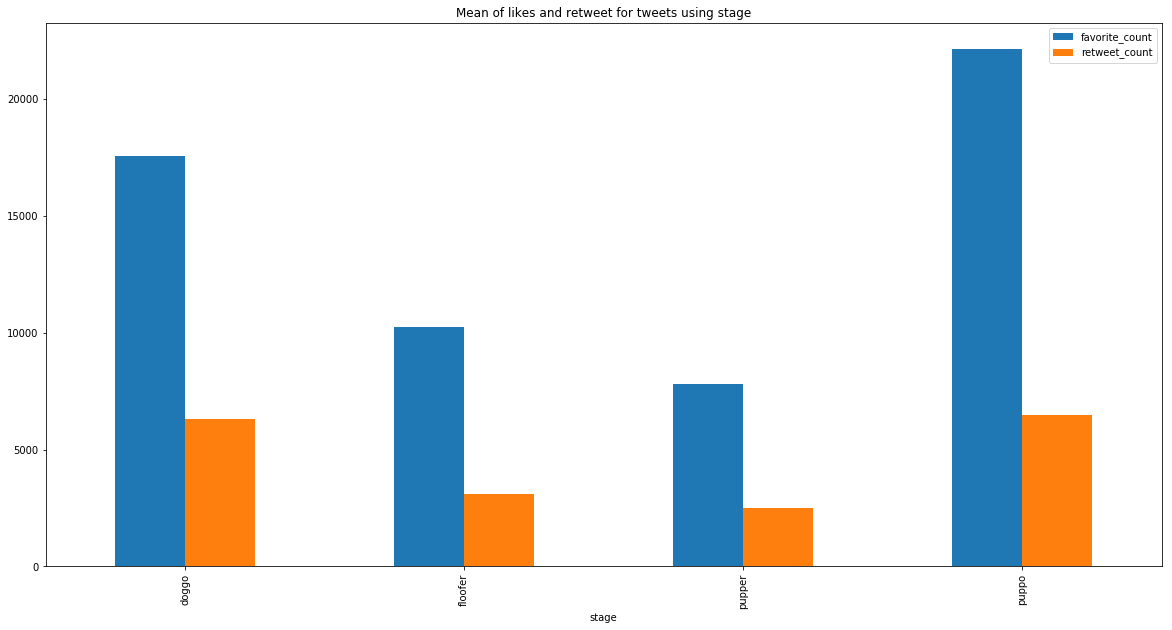 Mean of likes and retweet for tweets using stage
favorite_count
retweet_count
20000
15000
10000
5000
0
doggo
floofer
pupper
puppo
stage